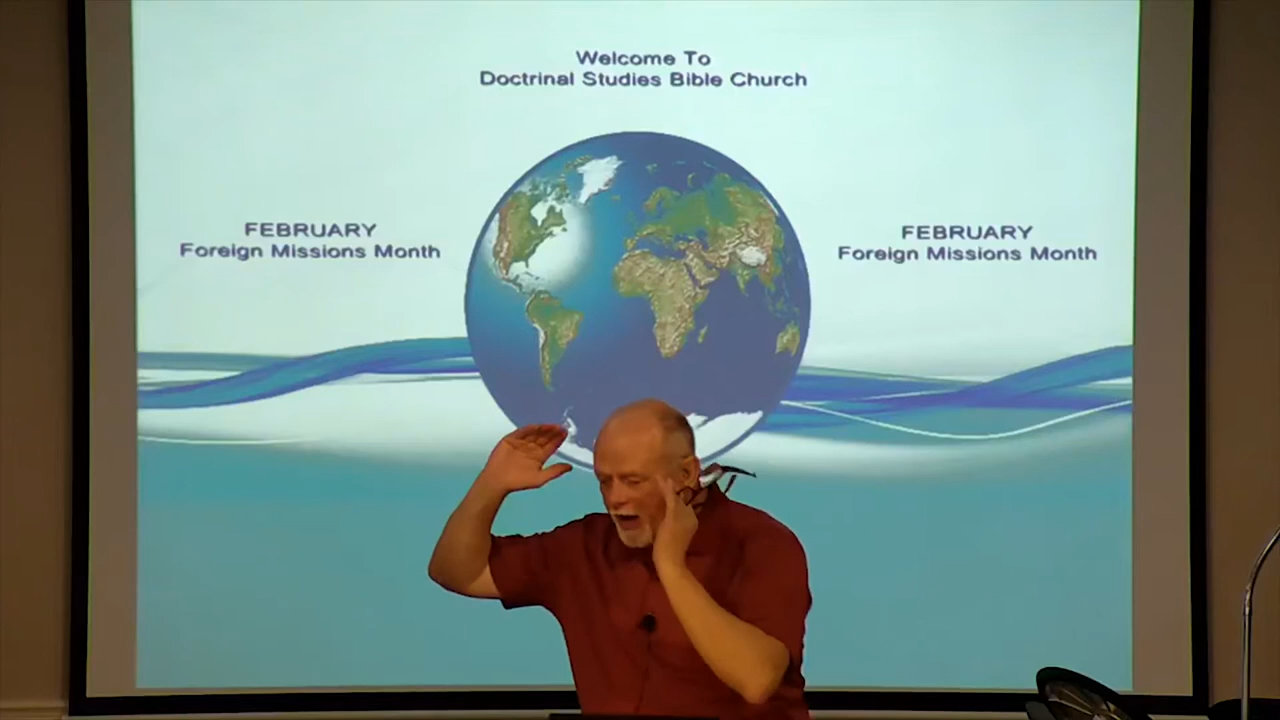 Welcome To
Doctrinal Studies Bible Church
FEBRUARY
Foreign Missions Month
FEBRUARY
Foreign Missions Month